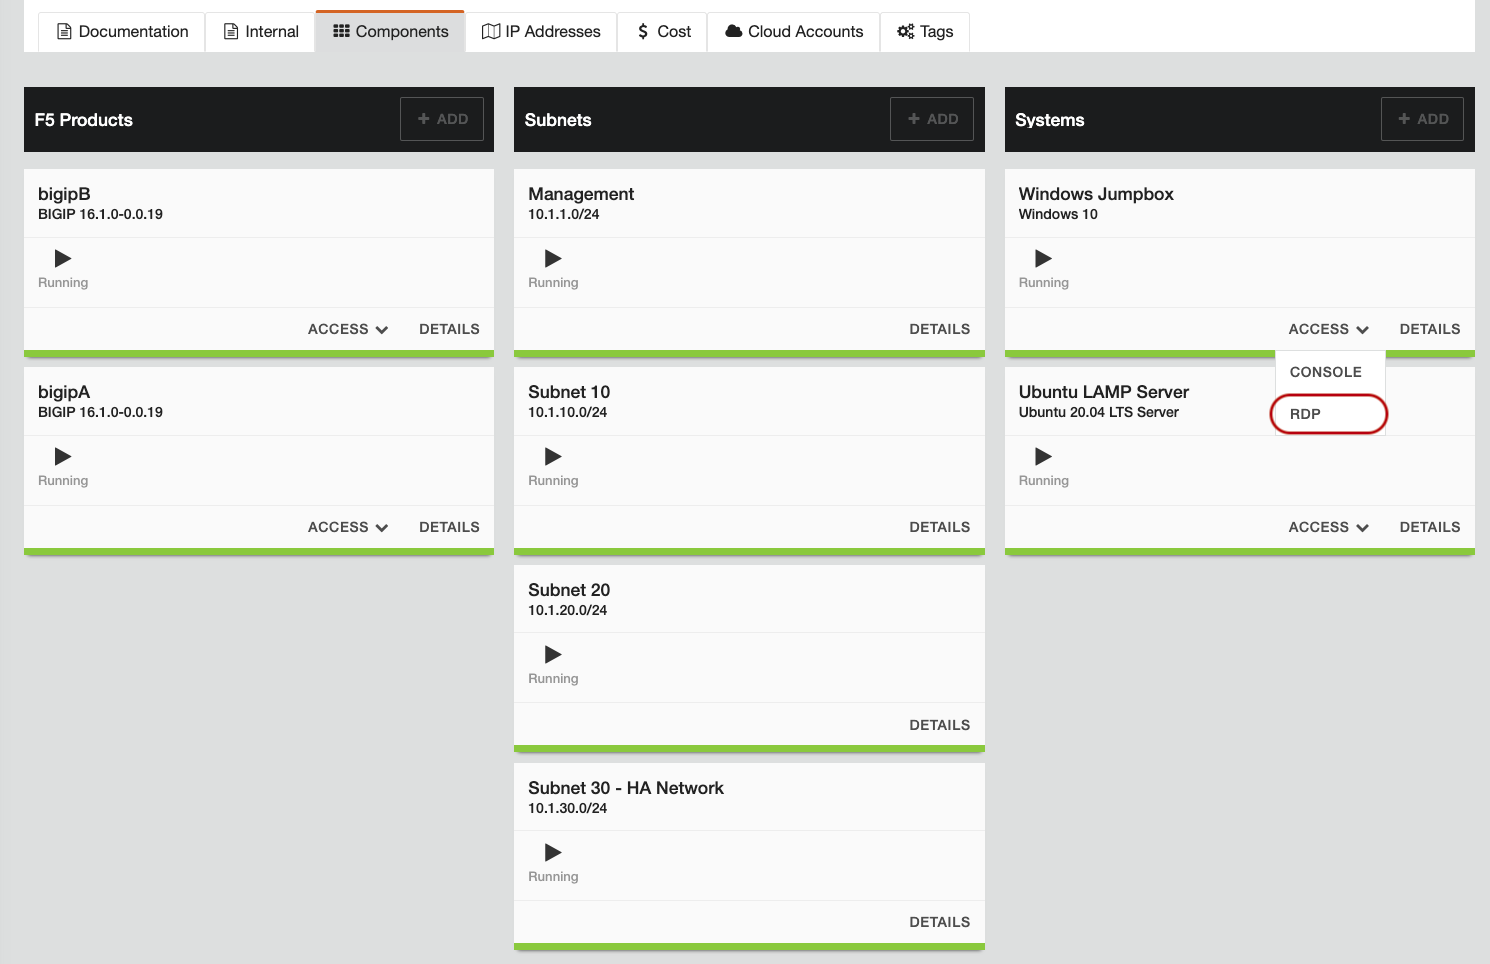 Documentation
Internal
Components
IP Addresses
$ Cost
Cloud Accounts
Tags
F5 Products
+ ADD
bigipB
BIGIP 16.1.0-0.0.19
Running
ACCESS
DETAILS
bigipA
BIGIP 16.1.0-0.0.19
Running
ACCESS
DETAILS
Subnets
+ ADD
Management
10.1.1.0/24
Running
DETAILS
Subnet 10
10.1.10.0/24
Running
DETAILS
Subnet 20
10.1.20.0/24
Running
DETAILS
Subnet 30 - HA Network
10.1.30.0/24
Running
DETAILS
Systems
+ ADD
Windows Jumpbox
Windows 10
Running
ACCESS
DETAILS
CONSOLE
RDP
Ubuntu LAMP Server
Ubuntu 20.04 LTS Server
Running
ACCESS
DETAILS